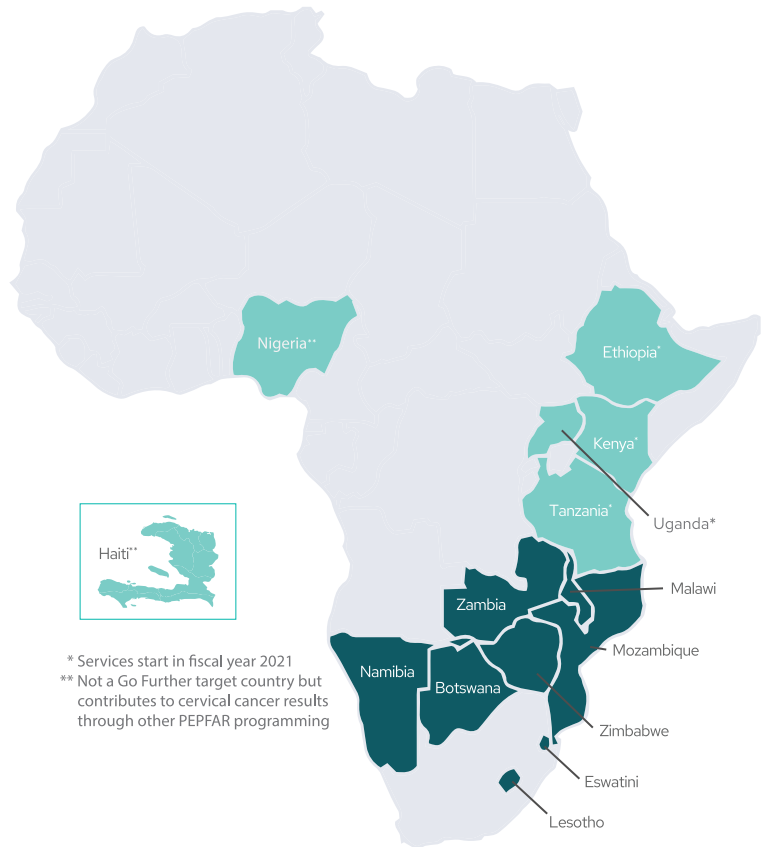 Nigeria**
Ethiopia*
Kenya*
Tanzania*
Uganda*
Haiti**
Malawi
Zambia
Mozambique
Namibia
Botswana
Zimbabwe
Eswatini
Lesotho
* Services start in fiscal year 2021
** Not a Go Further target country but
contributes to cervical cancer results
through other PEPFAR programming